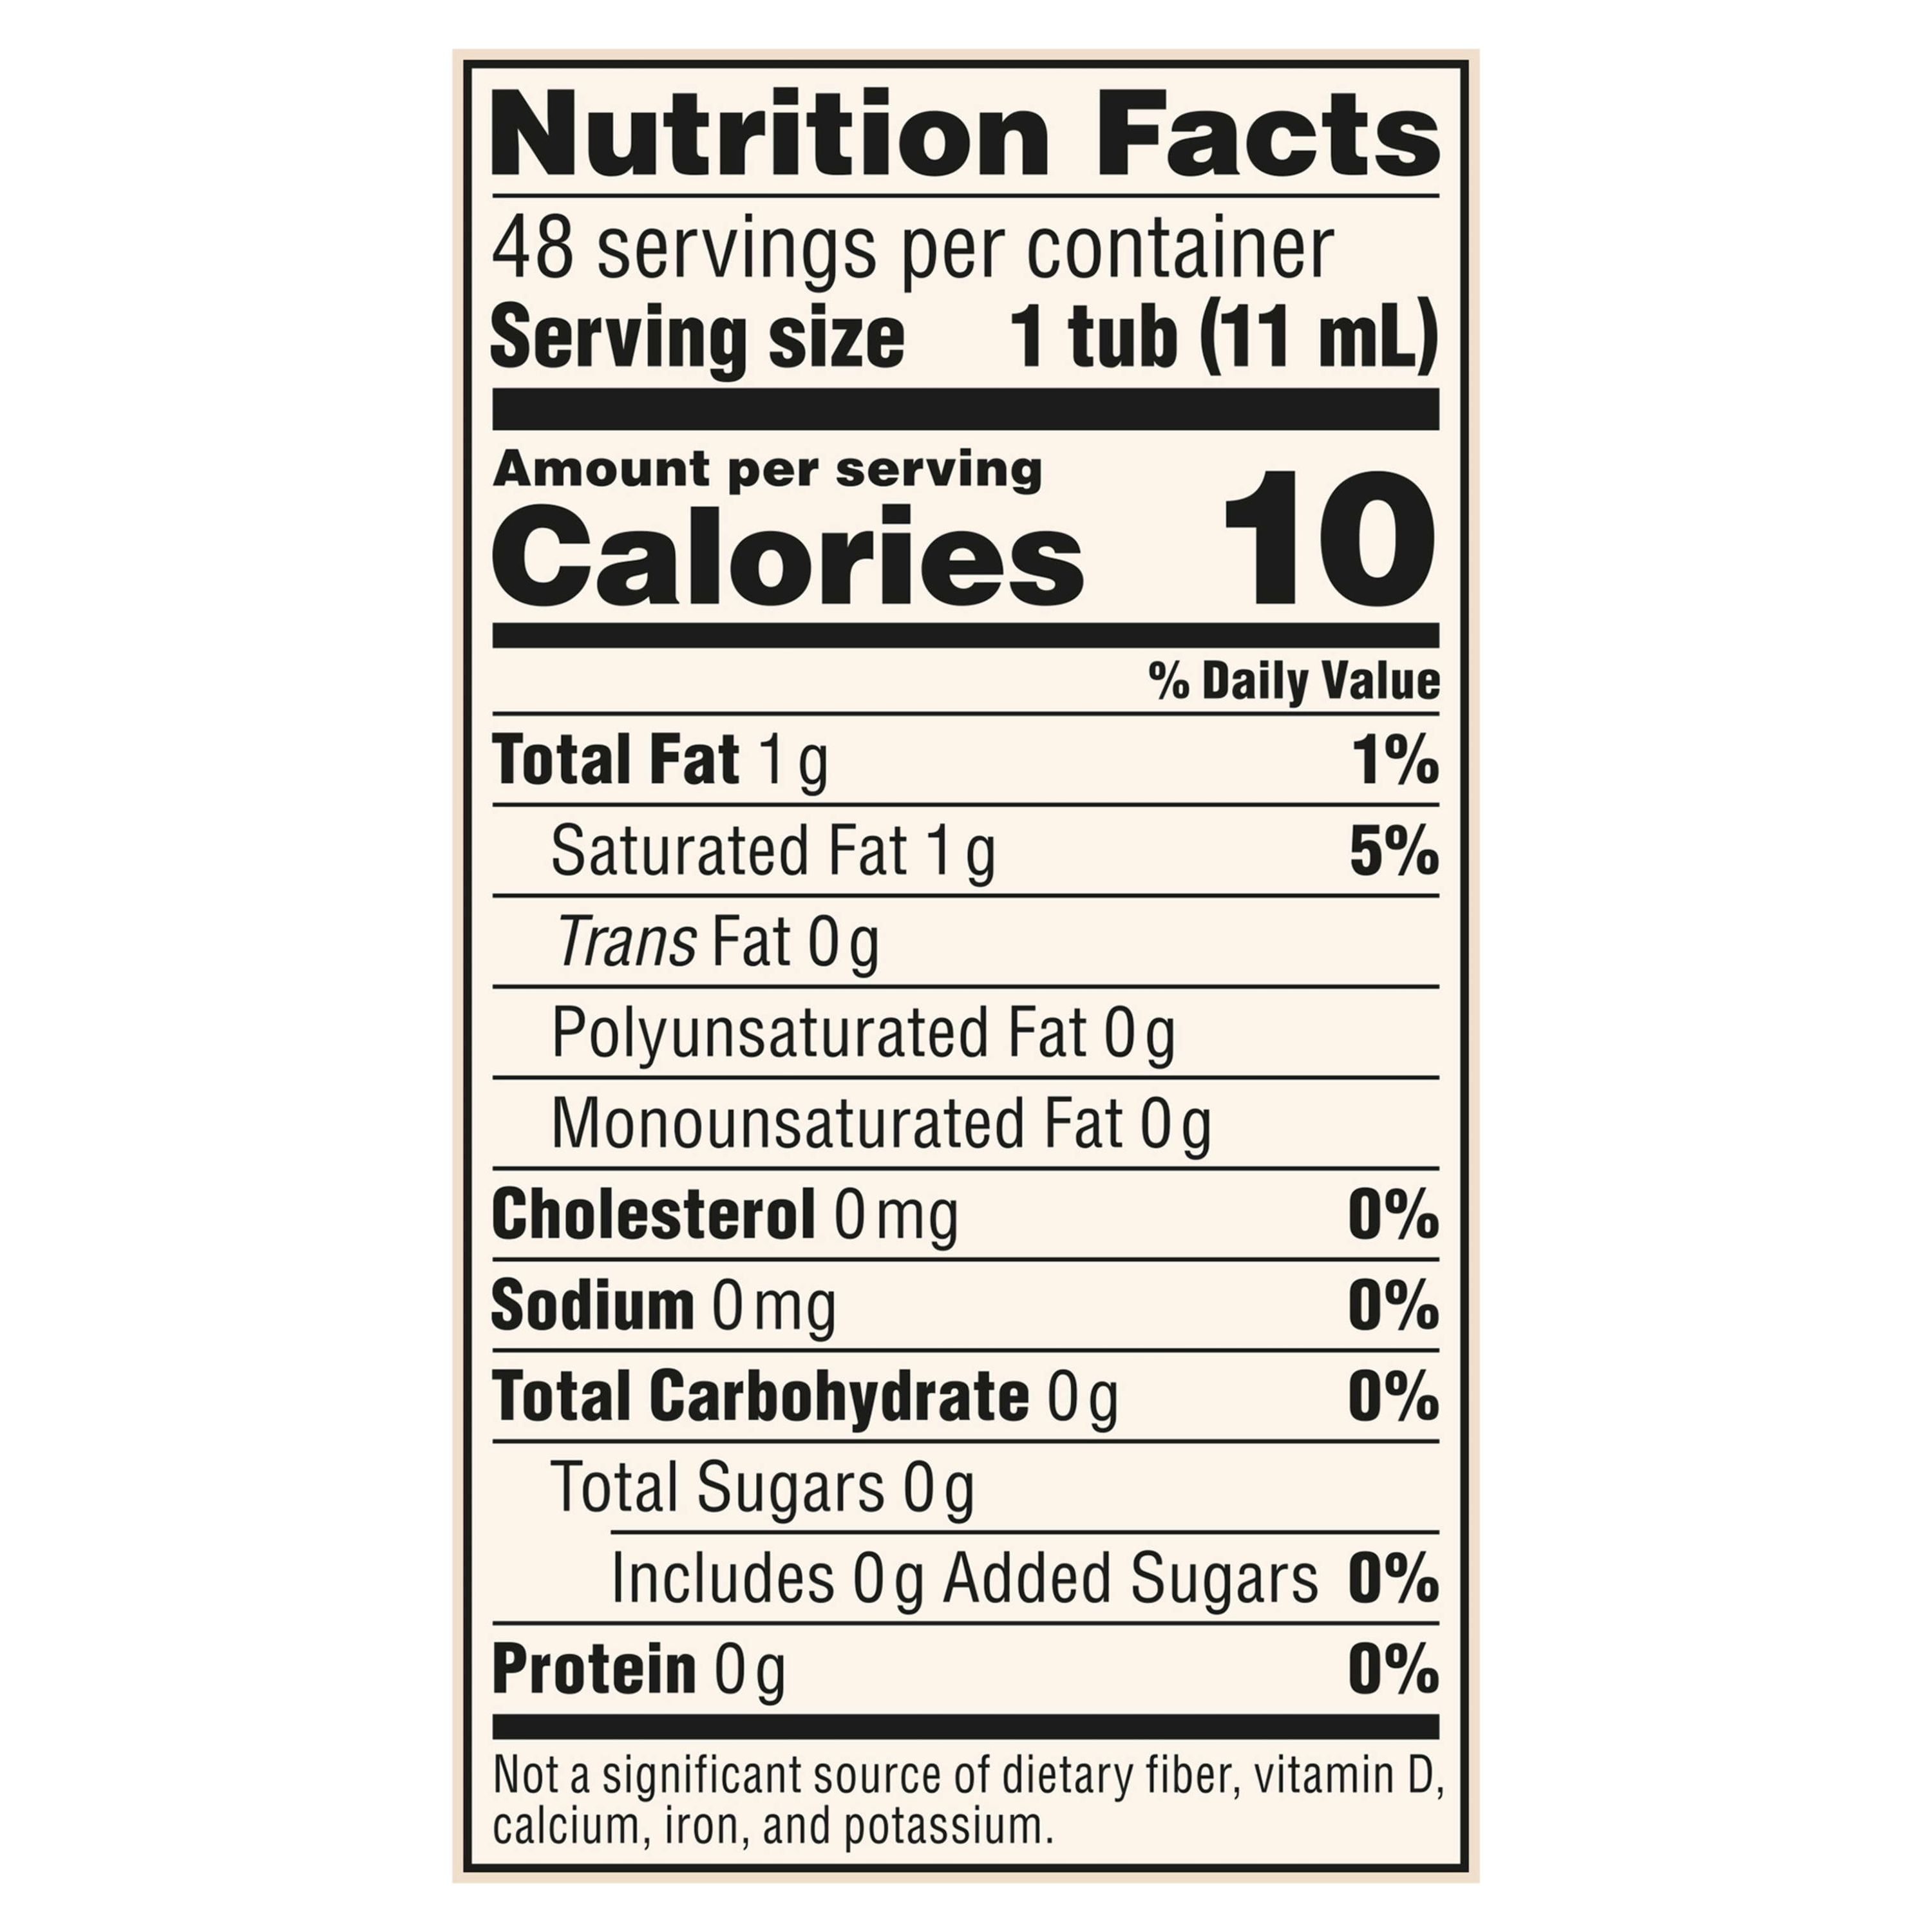 Nutrition Facts
48 servings per container
Serving size 1 tub (11 mL)
Amount per serving
Calories 10
% Daily Value
Total Fat 1 g 1%
Saturated Fat 1 g 5%
Trans Fat 0 g
Polyunsaturated Fat 0 g
Monounsaturated Fat 0 g
Cholesterol 0 mg 0%
Sodium 0 mg 0%
Total Carbohydrate 0 g 0%
Total Sugars 0 g
Includes 0 g Added Sugars 0%
Protein 0 g 0%
Not a significant source of dietary fiber, vitamin D,
calcium, iron, and potassium.